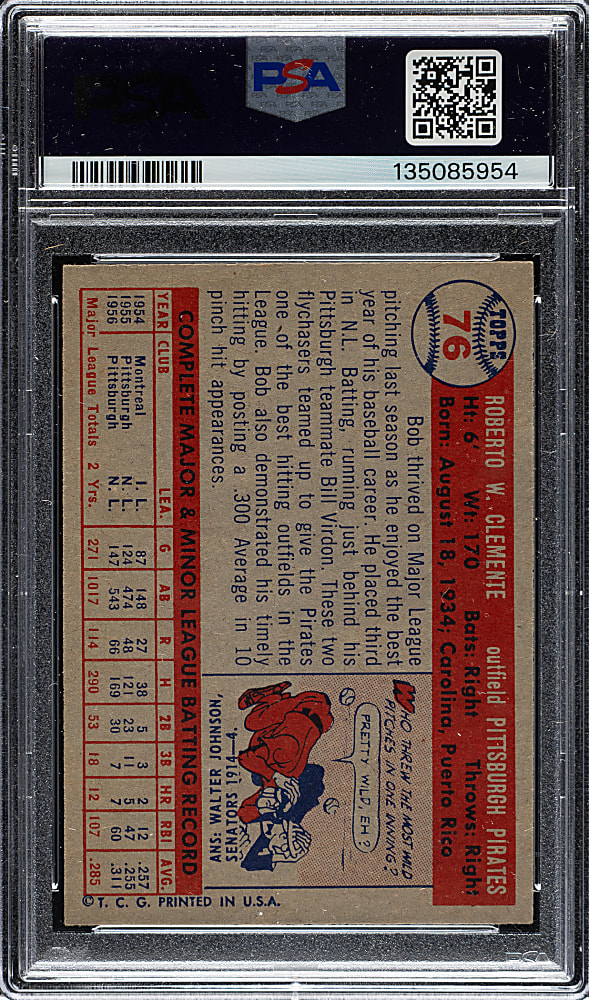 PSA
135085954
TOPPS
76
ROBERTO W. CLEMENTE outfield PITTSBURGH PIRATES
Ht: 6 Wt: 170 Bats: Right Throws: Right
Born: August 18, 1934; Carolina, Puerto Rico
Bob thrived on Major League
pitching last season as he enjoyed the best
year of his baseball career. He placed third
in N.L. Batting, running just behind his
Pittsburgh teammate Bill Virdon. These two
flychasers teamed up to give the Pirates
one of the best hitting outfields in the
League. Bob also demonstrated his timely
hitting by posting a .300 Average in 10
pinch hit appearances.
WHO THREW THE MOST WILD
PITCHES IN ONE INNING?
PRETTY WILD, EH?
ANS: WALTER JOHNSON,
SENATORS 1914—4.
COMPLETE MAJOR & MINOR LEAGUE BATTING RECORD
YEAR CLUB LEA. G AB R H 2B 3B HR RBI AVG.
1954 Montreal I. L. 87 148 27 38 5 3 2 12 .257
1955 Pittsburgh N. L. 124 474 48 121 23 11 5 47 .255
1956 Pittsburgh N. L. 147 543 66 169 30 7 7 60 .311
Major League Totals 2 Yrs. 271 1017 114 290 53 18 12 107 .285
© T. C. G. PRINTED IN U.S.A.
PSA